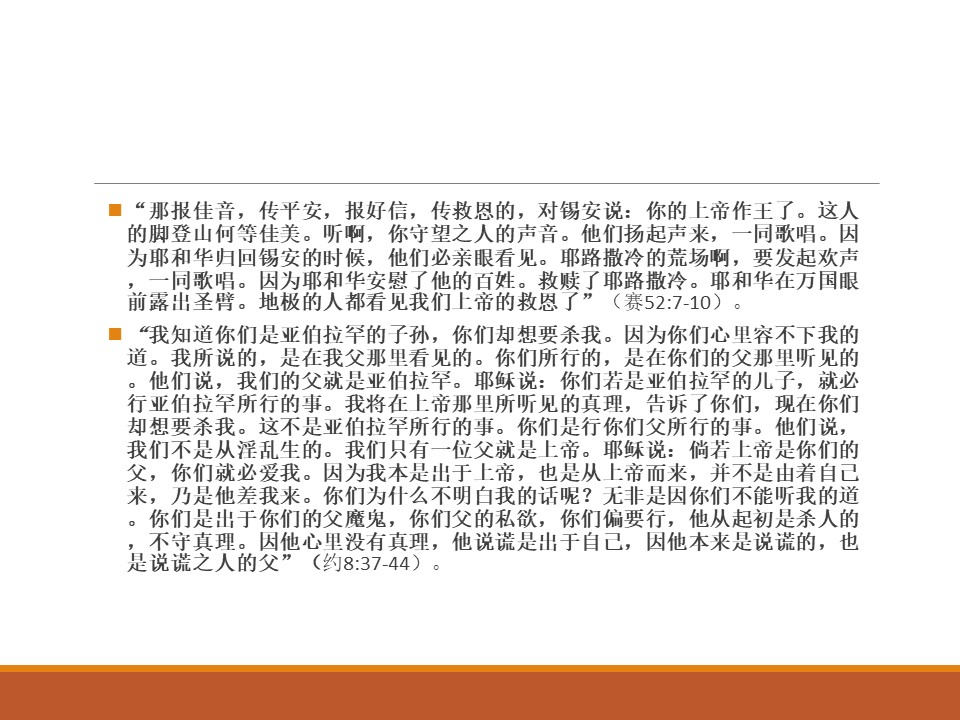 “那报佳音，传平安，报好信，传救恩的，对锡安说：你的上帝作王了。这人
的脚登山何等佳美。听啊，你守望之人的声音。他们扬起声来，一同歌唱。因
为耶和华归回锡安的时候，他们必亲眼看见。耶路撒冷的荒场啊，要发起欢声
，一同歌唱。因为耶和华安慰了他的百姓。救赎了耶路撒冷。耶和华在万国眼
前露出圣臂。地极的人都看见我们上帝的救恩了”（赛52:7-10）。
“我知道你们是亚伯拉罕的子孙，你们却想要杀我。因为你们心里容不下我的
道。我所说的，是在我父那里看见的。你们所行的，是在你们的父那里听见的
。他们说，我们的父就是亚伯拉罕。耶稣说：你们若是亚伯拉罕的儿子，就必
行亚伯拉罕所行的事。我将在上帝那里所听见的真理，告诉了你们，现在你们
却想要杀我。这不是亚伯拉罕所行的事。你们是行你们父所行的事。他们说，
我们不是从淫乱生的。我们只有一位父就是上帝。耶稣说：倘若上帝是你们的
父，你们就必爱我。因为我本是出于上帝，也是从上帝而来，并不是由着自己
来，乃是他差我来。你们为什么不明白我的话呢？无非是因你们不能听我的道
。你们是出于你们的父魔鬼，你们父的私欲，你们偏要行，他从起初是杀人的
，不守真理。因他心里没有真理，他说谎是出于自己，因他本来是说谎的，也
是说谎之人的父”（约8:37-44）。